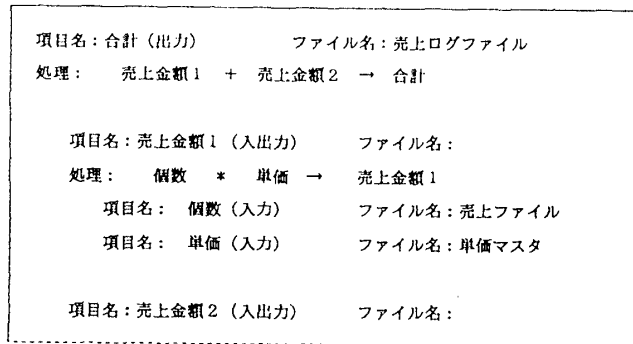 項目名：合計（出力）　ファイル名：売上ログファイル
処理：　売上金額１　＋　売上金額２　→　合計
項目名：売上金額１（入出力）　ファイル名：
処理：　個数　*　単価　→　売上金額１
項目名：　個数（入力）　ファイル名：売上ファイル
項目名：　単価（入力）　ファイル名：単価マスタ
項目名：売上金額２（入出力）　ファイル名：